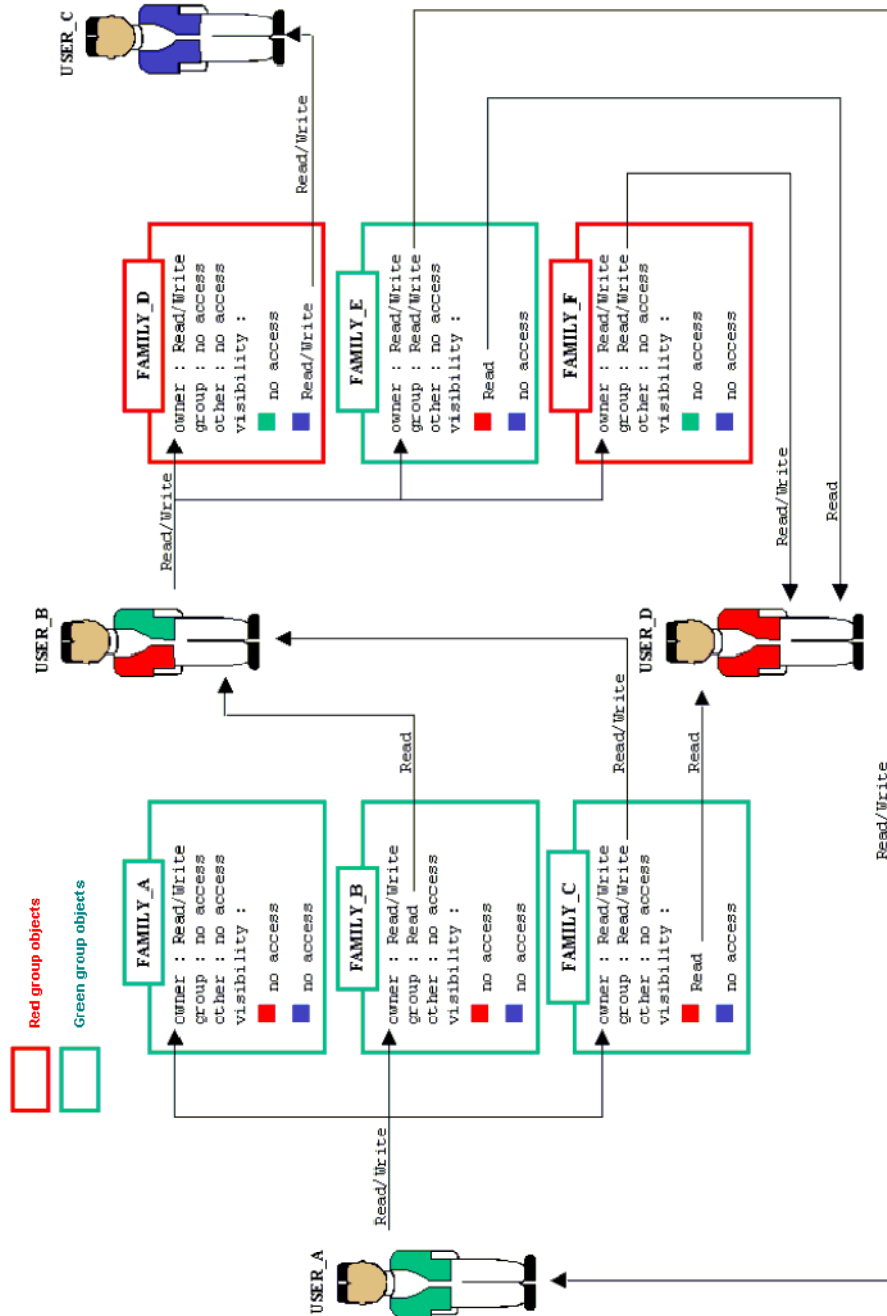 Red group objects
Green group objects
USER_A
Read/Write
FAMILY_A
owner : Read/Write
group : no access
other : no access
visibility :
no access
no access
FAMILY_B
owner : Read/Write
group : Read
other : no access
visibility :
no access
no access
FAMILY_C
owner : Read/Write
group : Read/Write
other : no access
visibility :
Read
no access
Read
Read/Write
Read
USER_B
USER_D
Read/Write
FAMILY_D
owner : Read/Write
group : no access
other : no access
visibility :
no access
Read/Write
FAMILY_E
owner : Read/Write
group : Read/Write
other : no access
visibility :
Read
no access
FAMILY_F
owner : Read/Write
group : Read/Write
other : no access
visibility :
no access
no access
Read/Write
Read/Write
Read
USER_C
Read/Write